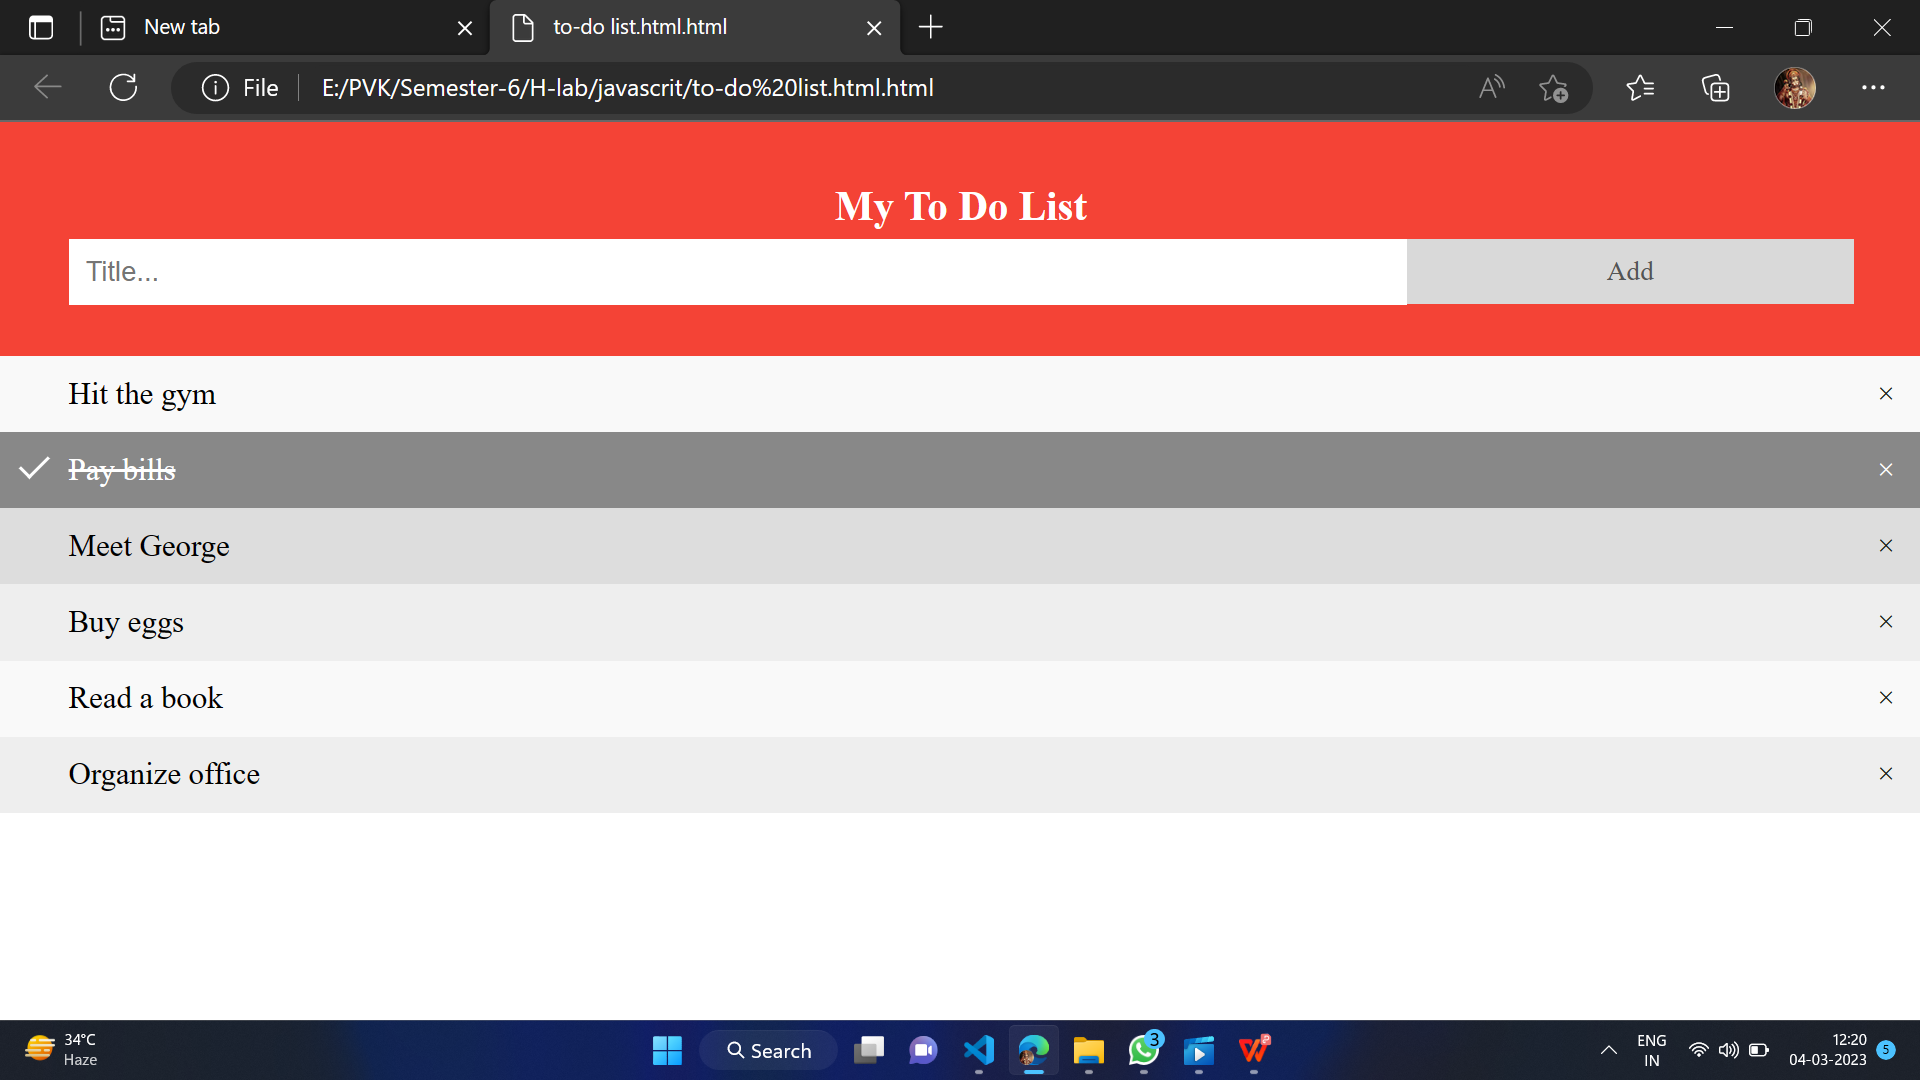 New tab
to-do list.html.html
File
E:/PVK/Semester-6/H-lab/javascrit/to-do%20list.html.html
My To Do List
Title...
Add
Hit the gym
Pay bills
Meet George
Buy eggs
Read a book
Organize office
34°C
Haze
Search
3
ENG
IN
12:20
04-03-2023
5